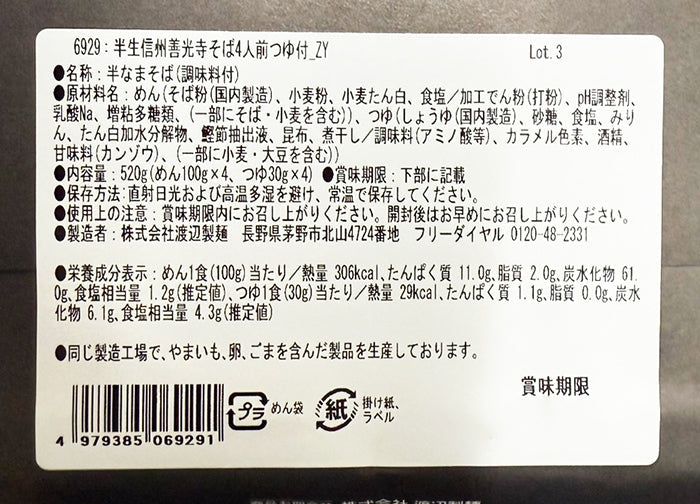 6929：半生信州善光寺そば4人前つゆ付_ZY
Lot. 3
●名称：半なまそば(調味料付)
●原材料名：めん(そば粉(国内製造)、小麦粉、小麦たん白、食塩／加工でん粉(打粉)、pH調整剤、
乳酸Na、増粘多糖類、(一部にそば・小麦を含む))、つゆ(しょうゆ(国内製造)、砂糖、食塩、みり
ん、たん白加水分解物、鰹節抽出液、昆布、煮干し／調味料(アミノ酸等)、カラメル色素、酒精、
甘味料(カンゾウ)、(一部に小麦・大豆を含む))
●内容量：520g(めん100g×4、つゆ30g×4) ●賞味期限：下部に記載
●保存方法:直射日光および高温多湿を避け、常温で保存してください。
●使用上の注意：賞味期限内にお召し上がりください。開封後はお早めにお召し上がりください。
●製造者：株式会社渡辺製麺 長野県茅野市北山4724番地 フリーダイヤル 0120-48-2331
●栄養成分表示：めん1食(100g)当たり／熱量 306kcal、たんぱく質 11.0g、脂質 2.0g、炭水化物 61.
0g、食塩相当量 1.2g(推定値)、つゆ1食(30g)当たり／熱量 29kcal、たんぱく質 1.1g、脂質 0.0g、炭水
化物 6.1g、食塩相当量 4.3g(推定値)
●同じ製造工場で、やまいも、卵、ごまを含んだ製品を生産しております。
賞味期限
プラ めん袋
紙 掛け紙、
ラベル
4 979385 069291
株式会社 渡辺製麺